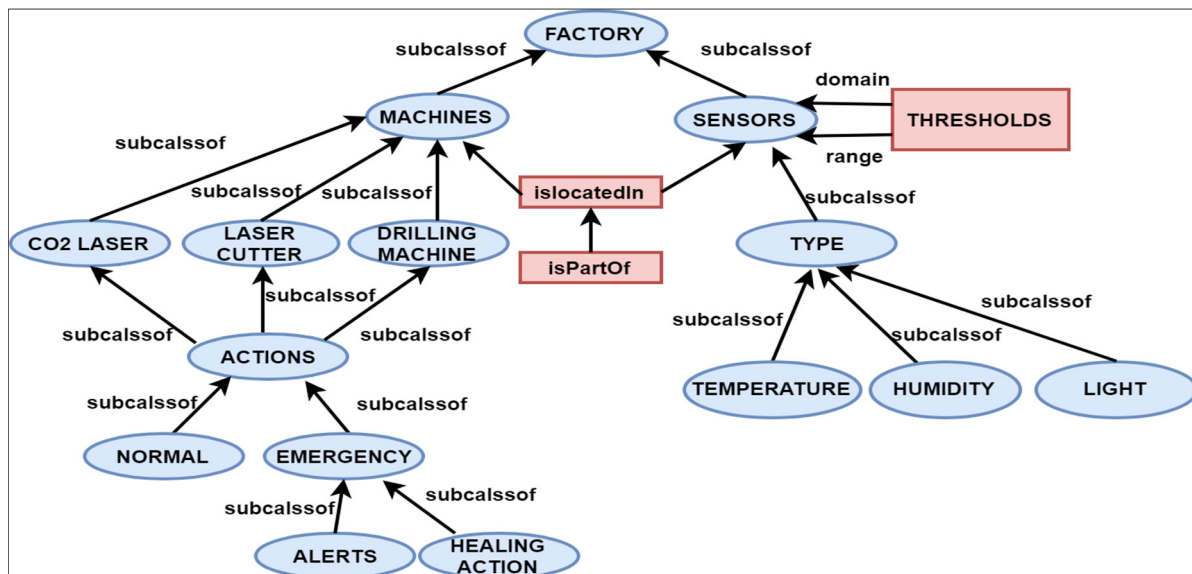 FACTORY
subcalssof
subcalssof
domain
MACHINES
SENSORS
THRESHOLDS
subcalssof
range
subcalssof
subcalssof
islocatedIn
subcalssof
CO2 LASER
LASER
CUTTER
DRILLING
MACHINE
TYPE
isPartOf
subcalssof
subcalssof
subcalssof
subcalssof
subcalssof
subcalssof
ACTIONS
TEMPERATURE
HUMIDITY
LIGHT
subcalssof
subcalssof
NORMAL
EMERGENCY
subcalssof
subcalssof
ALERTS
HEALING
ACTION